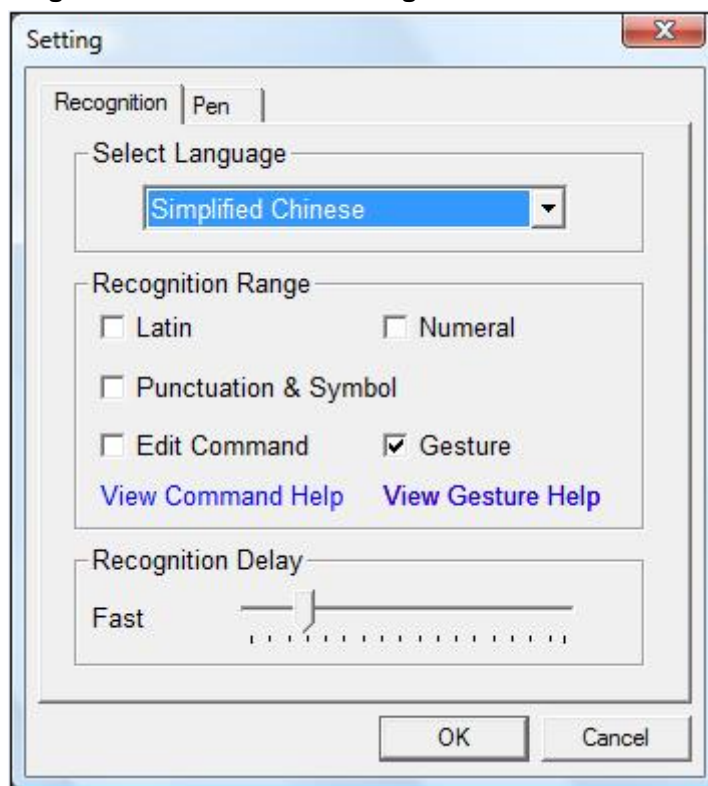 Setting
Recognition Pen
Select Language
Simplified Chinese
Recognition Range
Latin Numeral
Punctuation & Symbol
Edit Command Gesture
View Command Help View Gesture Help
Recognition Delay
Fast
OK Cancel